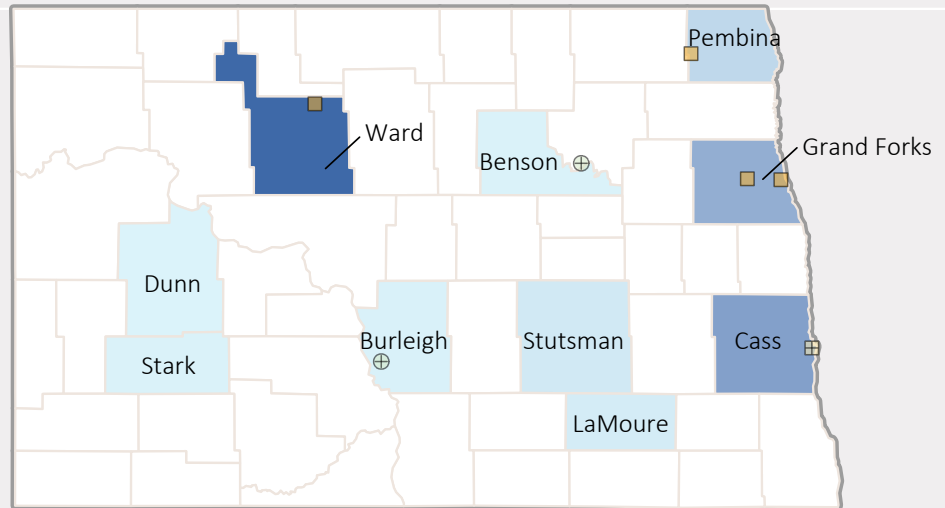 Pembina
Ward
Grand Forks
Benson
Dunn
Burleigh
Stutsman
Cass
Stark
LaMoure